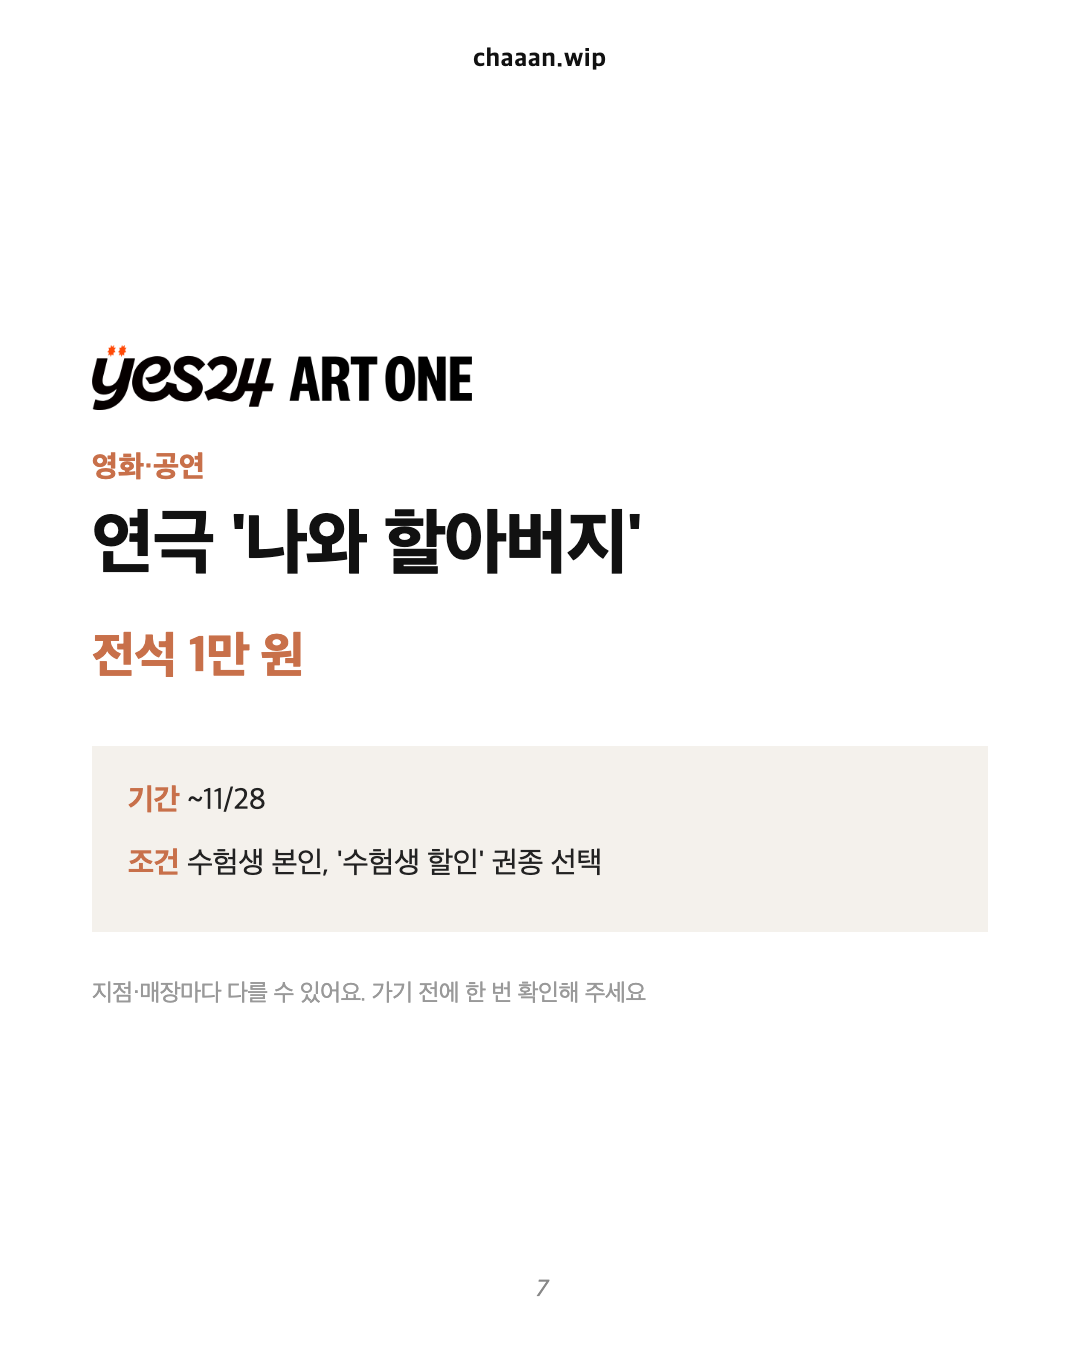 chaaan.wip
yes24 ART ONE
영화·공연
연극 '나와 할아버지'
전석 1만 원
기간 ~11/28
조건 수험생 본인, '수험생 할인' 권종 선택
지점·매장마다 다를 수 있어요. 가기 전에 한 번 확인해 주세요
7